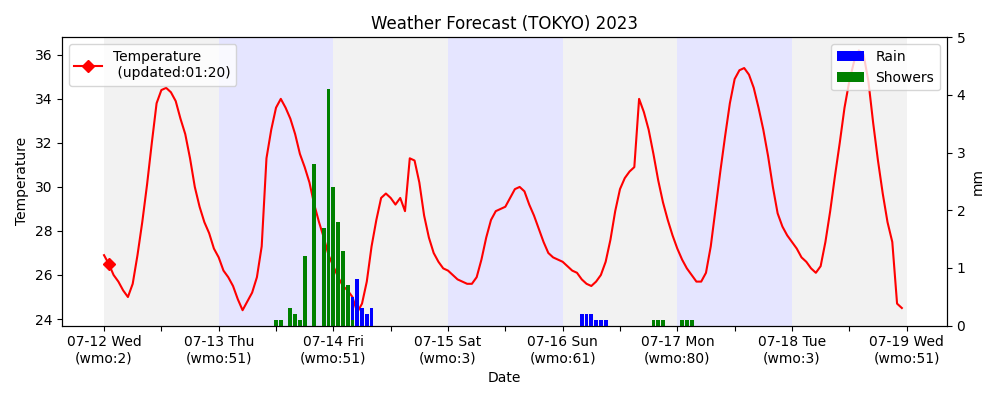 Weather Forecast (TOKYO) 2023
Temperature
(updated:01:20)
Rain
Showers
Temperature
36
34
32
30
28
26
24
5
4
3
2
1
0
mm
07-12 Wed
(wmo:2)
07-13 Thu
(wmo:51)
07-14 Fri
(wmo:51)
07-15 Sat
(wmo:3)
07-16 Sun
(wmo:61)
07-17 Mon
(wmo:80)
07-18 Tue
(wmo:3)
07-19 Wed
(wmo:51)
Date